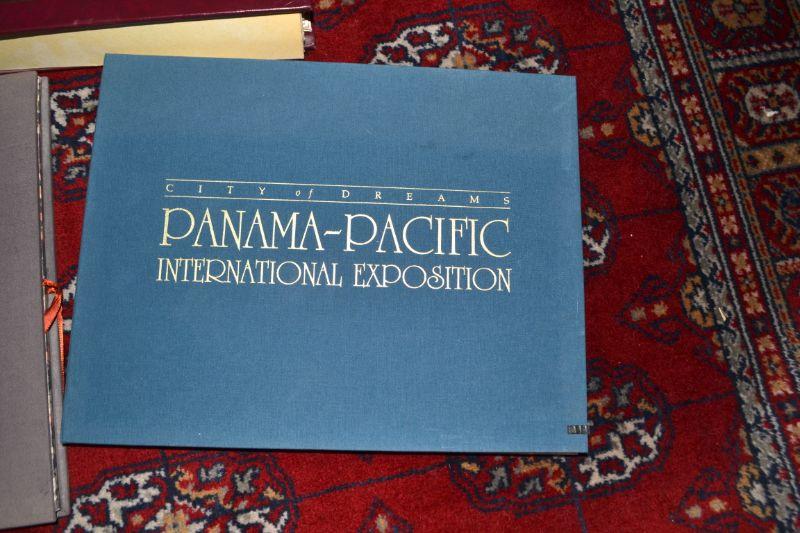 CITY of DREAMS
PANAMA-PACIFIC
INTERNATIONAL EXPOSITION